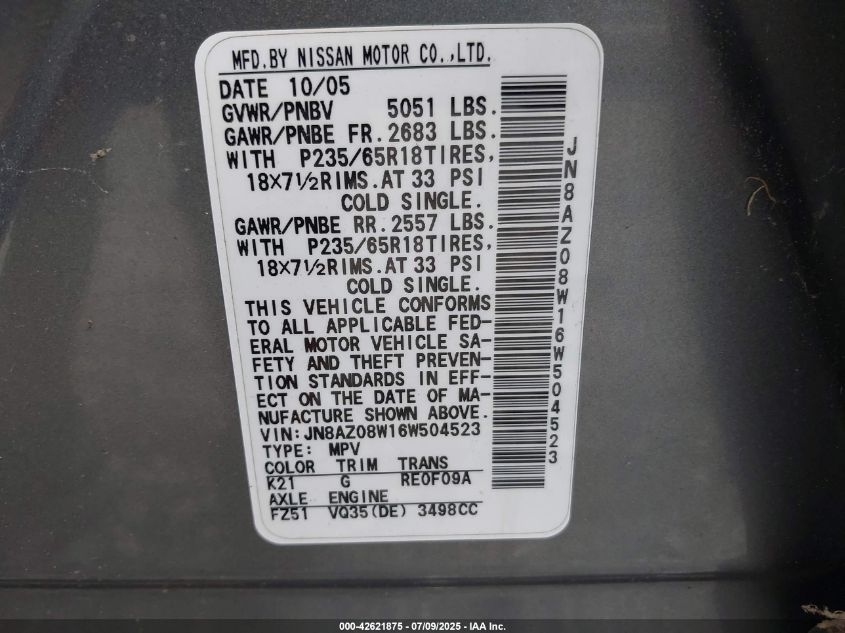 MFD.BY NISSAN MOTOR CO.,LTD.
DATE 10/05
GVWR/PNBV 5051 LBS.
GAWR/PNBE FR.2683 LBS.
WITH P235/65R18TIRES,
18X7½RIMS.AT 33 PSI
COLD SINGLE.
GAWR/PNBE RR.2557 LBS.
WITH P235/65R18TIRES,
18X7½RIMS.AT 33 PSI
COLD SINGLE.
THIS VEHICLE CONFORMS
TO ALL APPLICABLE FED-
ERAL MOTOR VEHICLE SA-
FETY AND THEFT PREVEN-
TION STANDARDS IN EFF-
ECT ON THE DATE OF MA-
NUFACTURE SHOWN ABOVE.
VIN:JN8AZ08W16W504523
TYPE: MPV
COLOR TRIM TRANS
K21 G RE0F09A
AXLE ENGINE
FZ51 VQ35(DE) 3498CC
JN8AZ08W16W504523
000-42621875 | 07/09/2025 - IAA Inc.